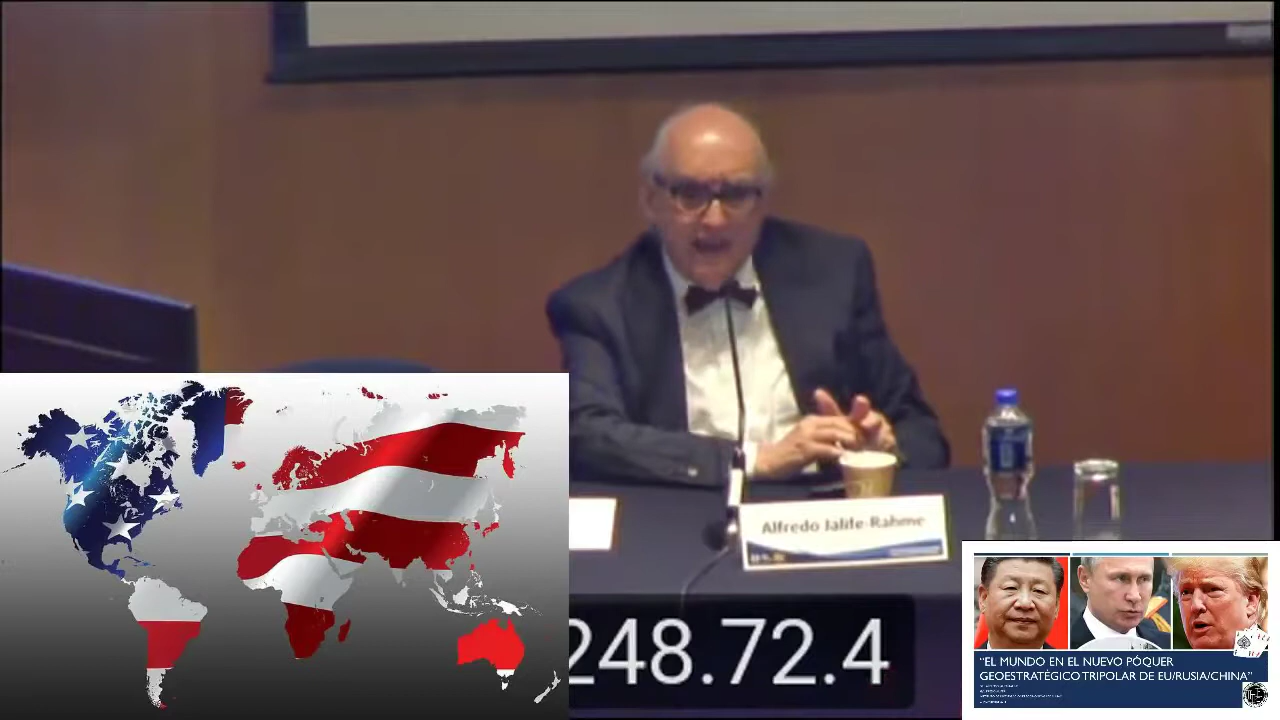 Alfredo Jalife-Rahme
248.72.4
"EL MUNDO EN EL NUEVO PÓQUER
GEOESTRATÉGICO TRIPOLAR DE EU/RUSIA/CHINA"